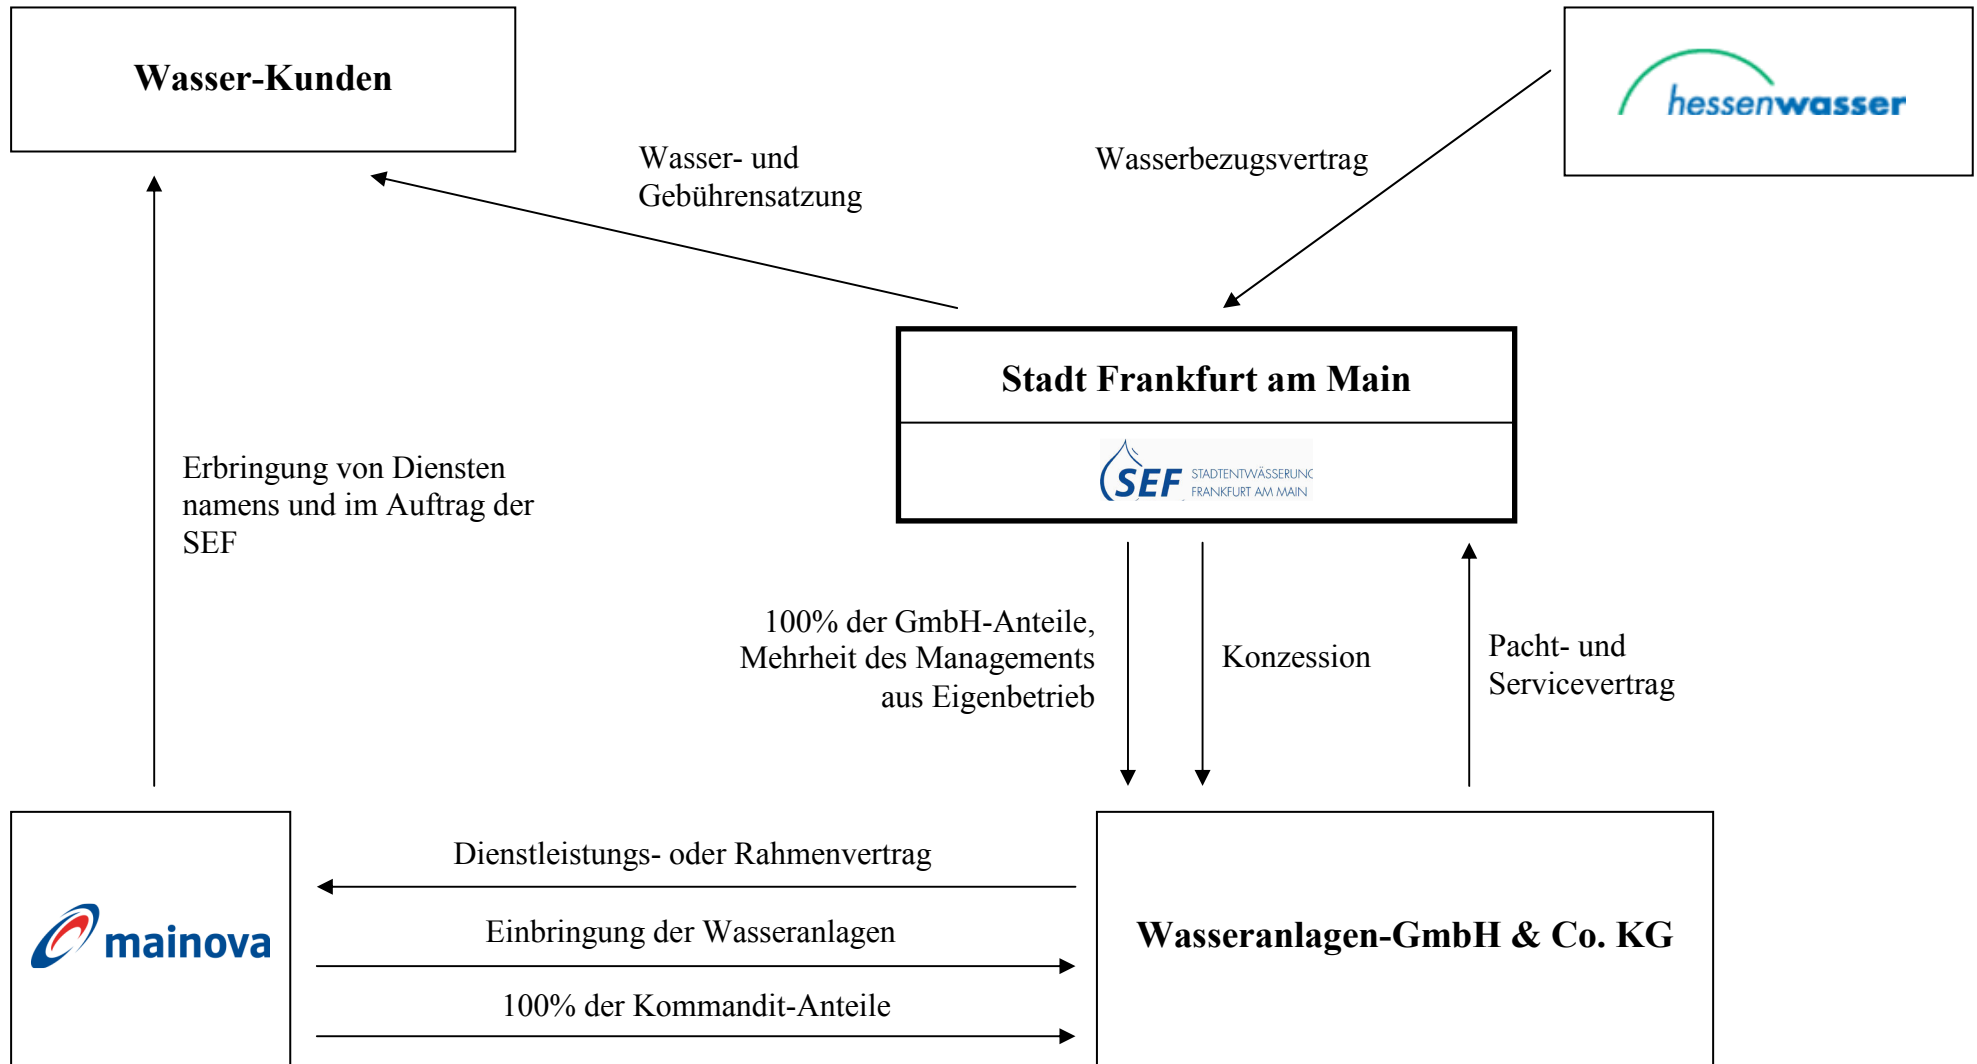 Wasser-Kunden
hessenwasser
Wasser- und
Gebührensatzung
Wasserbezugsvertrag
Stadt Frankfurt am Main
SEF STADTENTWÄSSERUNG
FRANKFURT AM MAIN
Erbringung von Diensten
namens und im Auftrag der
SEF
100% der GmbH-Anteile,
Mehrheit des Managements
aus Eigenbetrieb
Konzession
Pacht- und
Servicevertrag
mainova
Dienstleistungs- oder Rahmenvertrag
Einbringung der Wasseranlagen
100% der Kommandit-Anteile
Wasseranlagen-GmbH & Co. KG